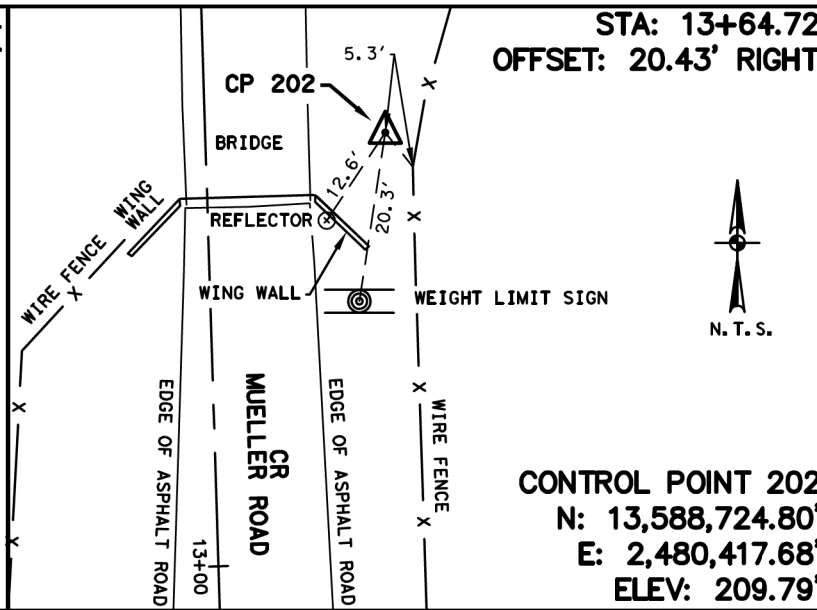 STA: 13+64.72
OFFSET: 20.43' RIGHT
5.3'
CP 202
BRIDGE
12.6'
20.3'
WING
WALL
REFLECTOR
WIRE FENCE
X
X
X
X
X
X
X
WING WALL
WEIGHT LIMIT SIGN
N.T.S.
EDGE OF ASPHALT ROAD
CR
MUELLER ROAD
EDGE OF ASPHALT ROAD
WIRE FENCE
13+00
CONTROL POINT 202
N: 13,588,724.80'
E: 2,480,417.68'
ELEV: 209.79'